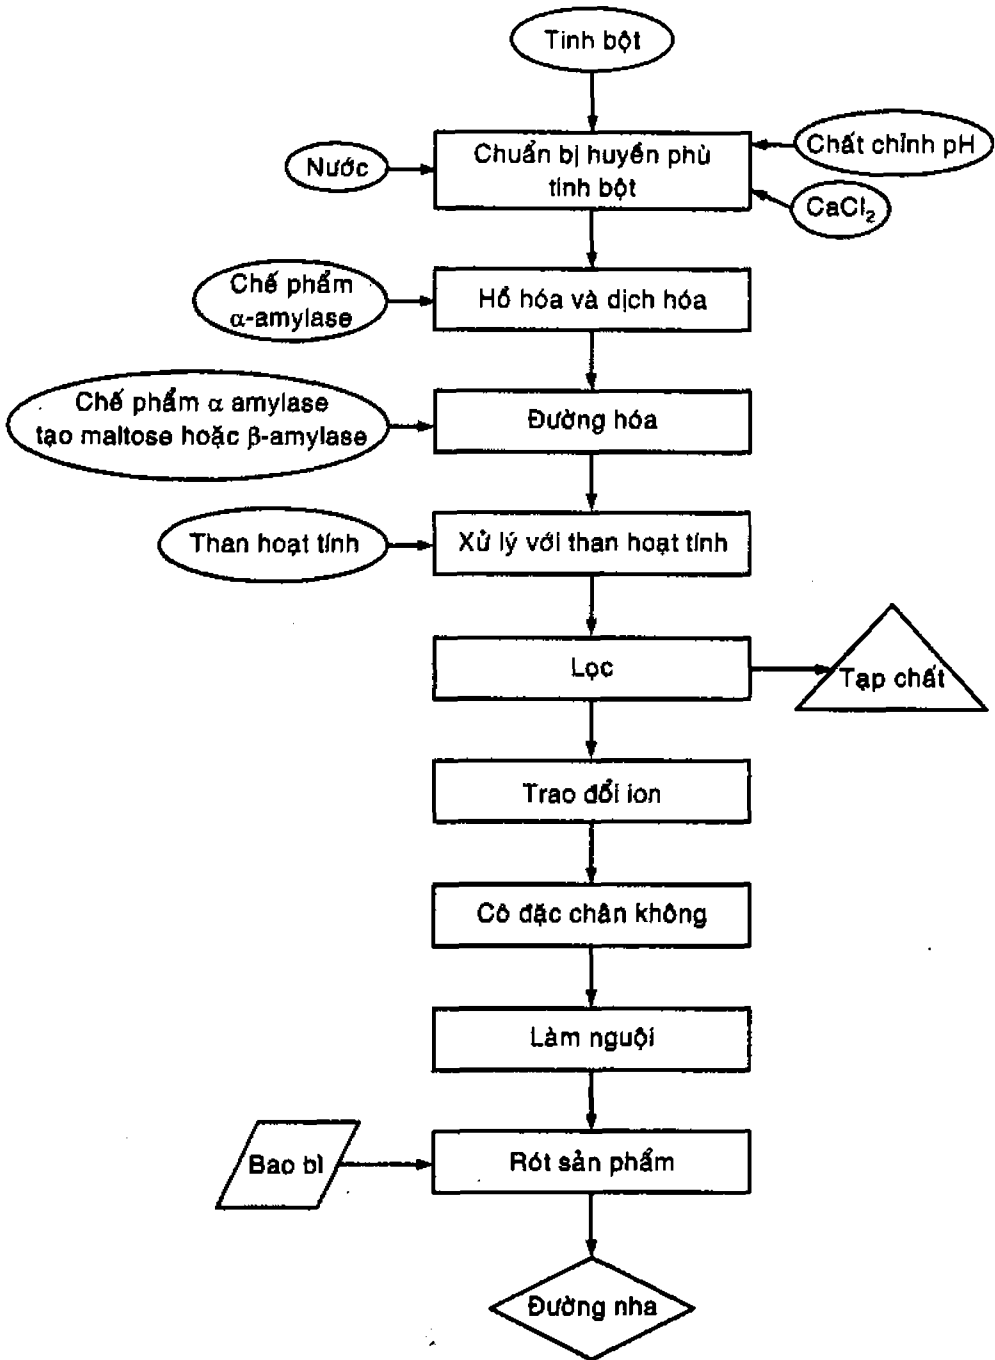 Tinh bột
Chuẩn bị huyền phù
tinh bột
Nước
Chất chỉnh pH
CaCl₂
Chế phẩm
α-amylase
Hồ hóa và dịch hóa
Chế phẩm α amylase
tạo maltose hoặc β-amylase
Đường hóa
Than hoạt tính
Xử lý với than hoạt tính
Lọc
Tạp chất
Trao đổi ion
Cô đặc chân không
Làm nguội
Bao bì
Rót sản phẩm
Đường nha